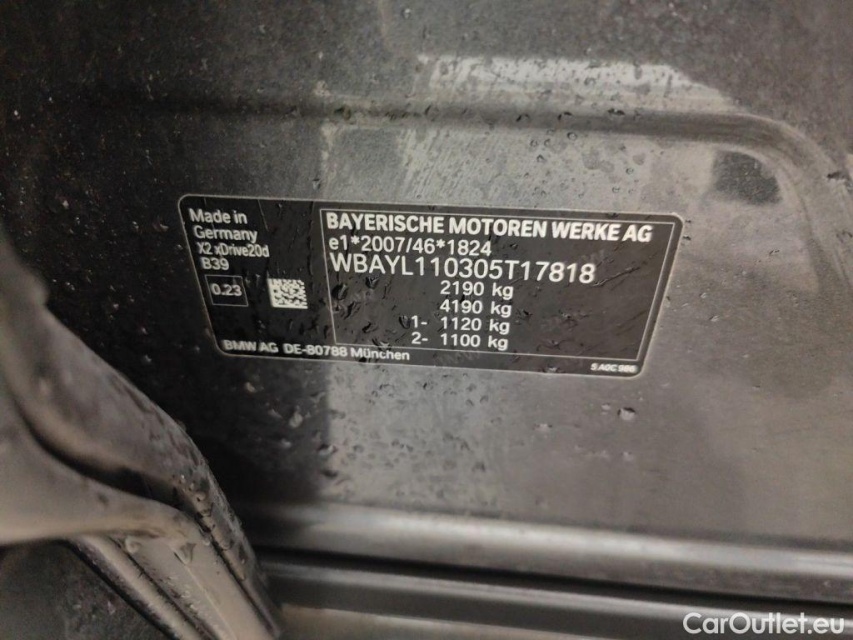 Made in
Germany
X2 xDrive20d
B39
0.23
BAYERISCHE MOTOREN WERKE AG
e1*2007/46*1824
WBAYL110305T17818
2190 kg
4190 kg
1- 1120 kg
2- 1100 kg
BMW AG DE-80788 München
CarOutlet.eu